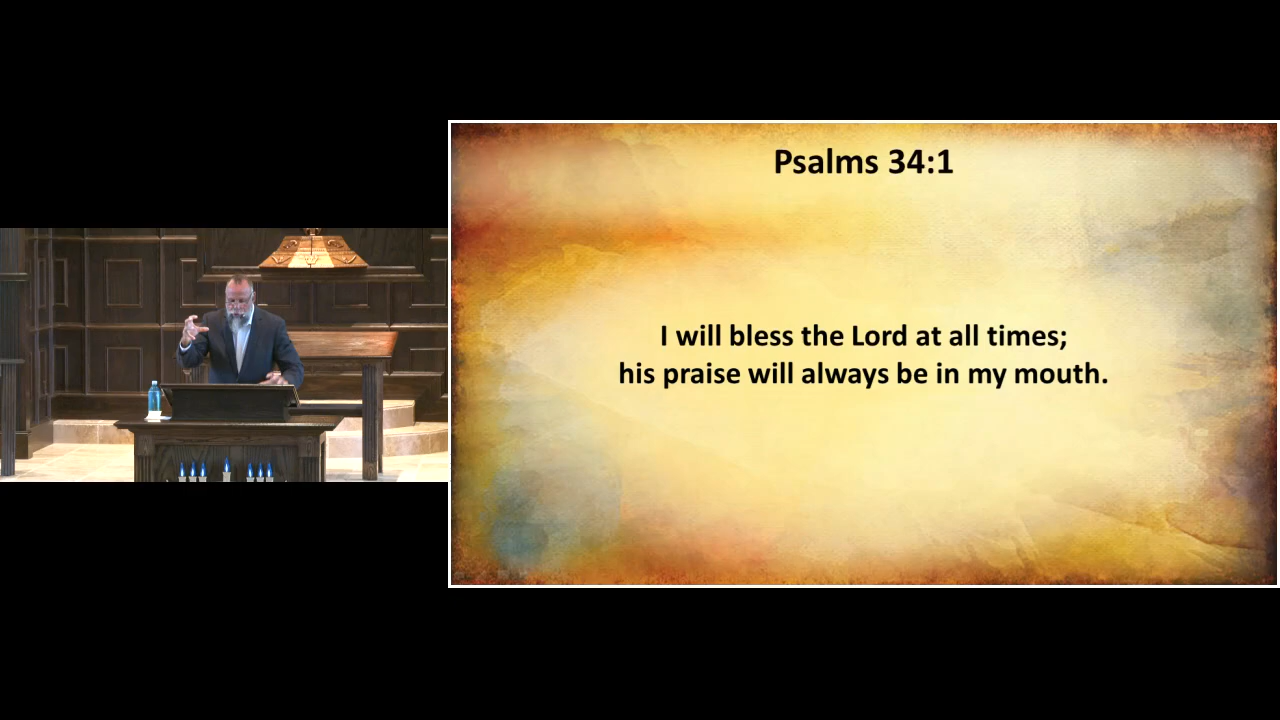 Psalms 34:1
I will bless the Lord at all times;
his praise will always be in my mouth.